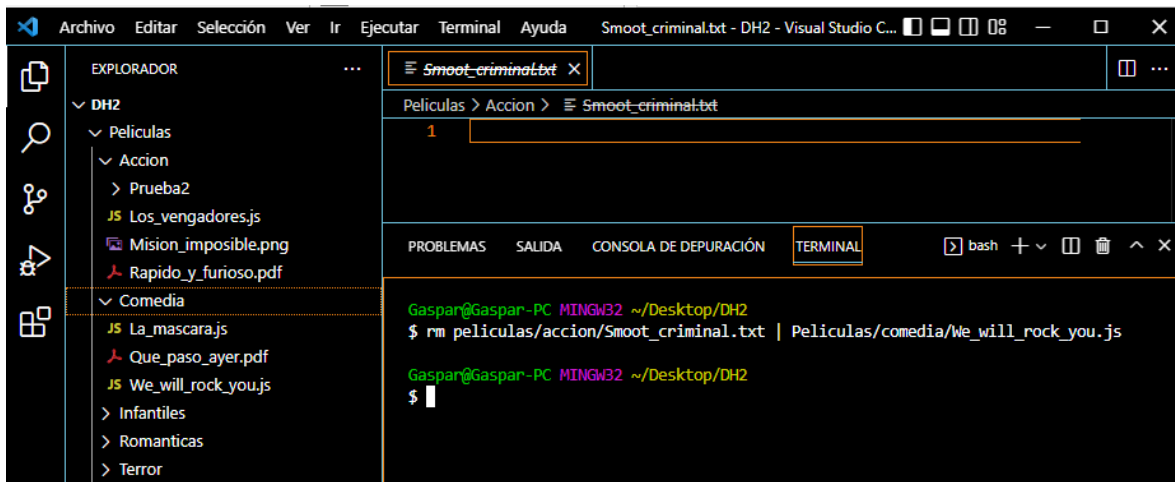 Archivo Editar Selección Ver Ir Ejecutar Terminal Ayuda Smoot_criminal.txt - DH2 - Visual Studio C...
EXPLORADOR ...
DH2
Peliculas
Accion
Prueba2
JS Los_vengadores.js
Mision_imposible.png
Rapido_y_furioso.pdf
Comedia
JS La_mascara.js
Que_paso_ayer.pdf
JS We_will_rock_you.js
Infantiles
Romanticas
Terror
Smoot_criminal.txt
Peliculas > Accion > Smoot_criminal.txt
1
PROBLEMAS SALIDA CONSOLA DE DEPURACIÓN TERMINAL bash
Gaspar@Gaspar-PC MINGW32 ~/Desktop/DH2
$ rm peliculas/accion/Smoot_criminal.txt | Peliculas/comedia/We_will_rock_you.js
Gaspar@Gaspar-PC MINGW32 ~/Desktop/DH2
$